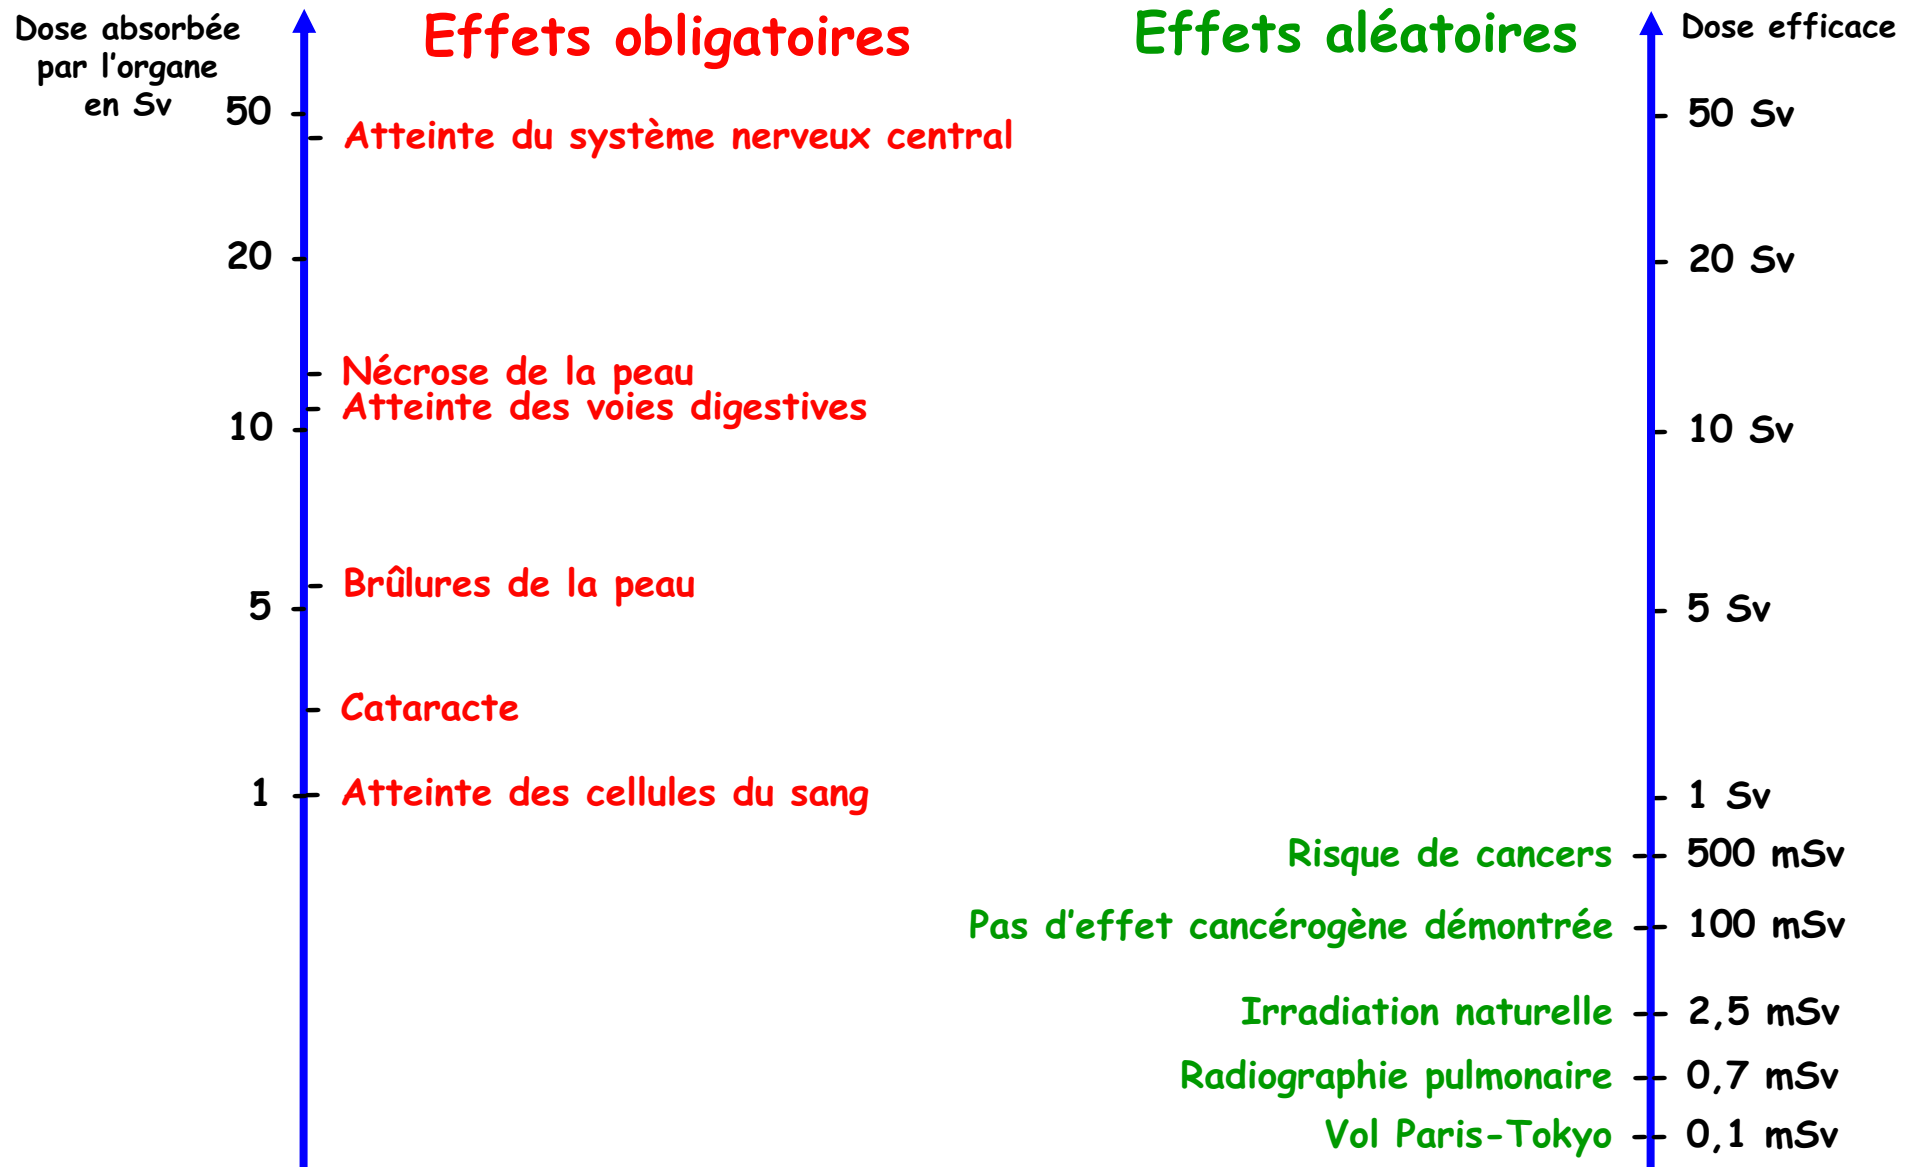 Dose absorbée
par l'organe
en Sv
Effets obligatoires
Effets aléatoires
Dose efficace
50
Atteinte du système nerveux central
50 Sv
20
20 Sv
Nécrose de la peau
Atteinte des voies digestives
10
10 Sv
Brûlures de la peau
5
5 Sv
Cataracte
1
Atteinte des cellules du sang
1 Sv
Risque de cancers
500 mSv
Pas d'effet cancérogène démontrée
100 mSv
Irradiation naturelle
2,5 mSv
Radiographie pulmonaire
0,7 mSv
Vol Paris-Tokyo
0,1 mSv